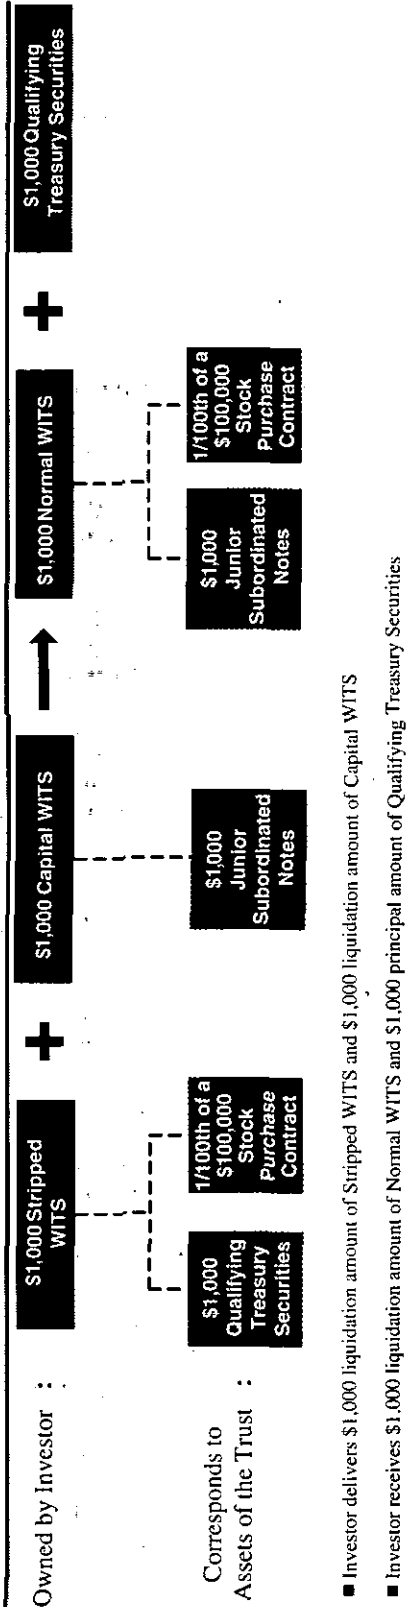 Owned by Investor :
$1,000 Stripped
WITS
+
$1,000 Capital WITS
→
$1,000 Normal WITS
+
$1,000 Qualifying
Treasury Securities
Corresponds to
Assets of the Trust :
$1,000
Qualifying
Treasury
Securities
1/100th of a
$100,000
Stock
Purchase
Contract
$1,000
Junior
Subordinated
Notes
$1,000
Junior
Subordinated
Notes
1/100th of a
$100,000
Stock
Purchase
Contract
■ Investor delivers $1,000 liquidation amount of Stripped WITS and $1,000 liquidation amount of Capital WITS
■ Investor receives $1,000 liquidation amount of Normal WITS and $1,000 principal amount of Qualifying Treasury Securities